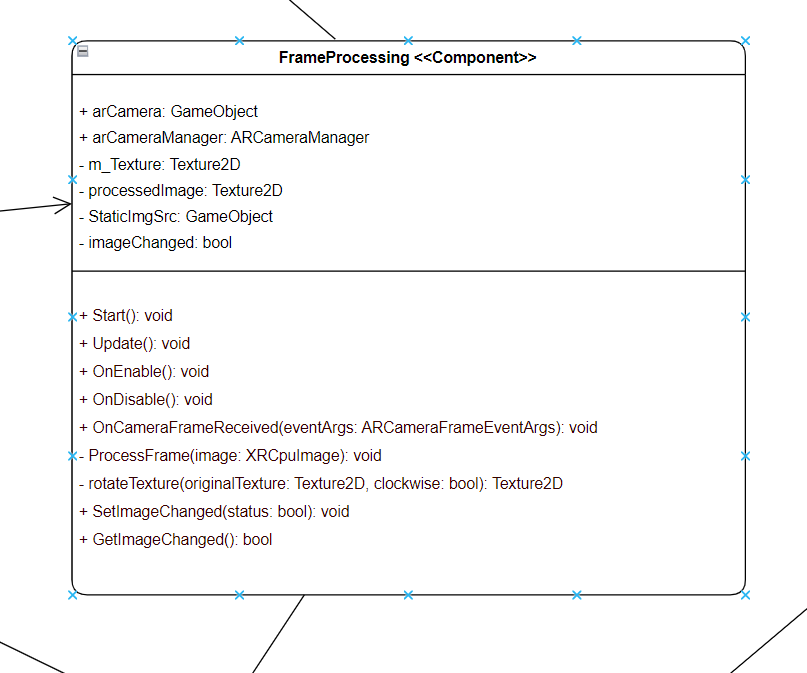 FrameProcessing <<Component>>
+ arCamera: GameObject
+ arCameraManager: ARCameraManager
- m_Texture: Texture2D
- processedImage: Texture2D
- StaticImgSrc: GameObject
- imageChanged: bool
+ Start(): void
+ Update(): void
+ OnEnable(): void
+ OnDisable(): void
+ OnCameraFrameReceived(eventArgs: ARCameraFrameEventArgs): void
- ProcessFrame(image: XRCpuImage): void
- rotateTexture(originalTexture: Texture2D, clockwise: bool): Texture2D
+ SetImageChanged(status: bool): void
+ GetImageChanged(): bool